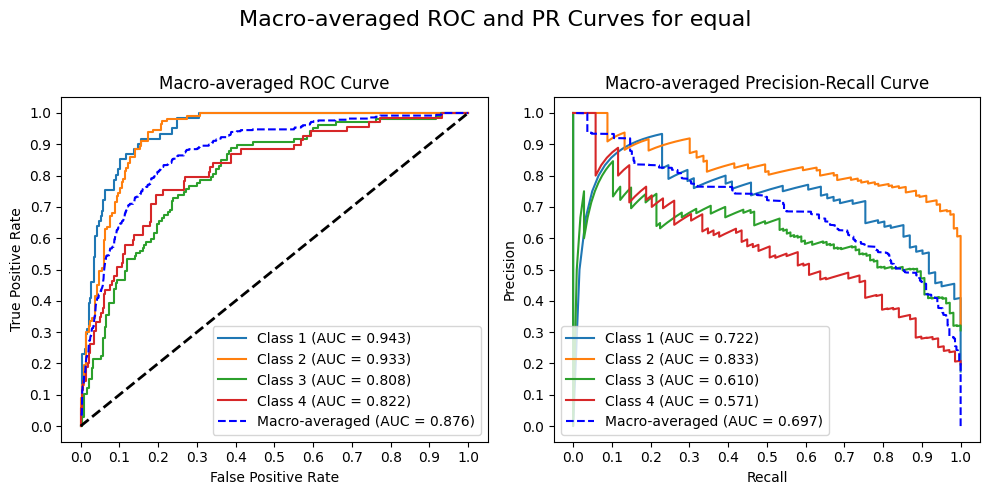 Macro-averaged ROC and PR Curves for equal
Macro-averaged ROC Curve
True Positive Rate
1.0
0.9
0.8
0.7
0.6
0.5
0.4
0.3
0.2
0.1
0.0
Class 1 (AUC = 0.943)
Class 2 (AUC = 0.933)
Class 3 (AUC = 0.808)
Class 4 (AUC = 0.822)
Macro-averaged (AUC = 0.876)
0.0 0.1 0.2 0.3 0.4 0.5 0.6 0.7 0.8 0.9 1.0
False Positive Rate
Macro-averaged Precision-Recall Curve
Precision
1.0
0.9
0.8
0.7
0.6
0.5
0.4
0.3
0.2
0.1
0.0
Class 1 (AUC = 0.722)
Class 2 (AUC = 0.833)
Class 3 (AUC = 0.610)
Class 4 (AUC = 0.571)
Macro-averaged (AUC = 0.697)
0.0 0.1 0.2 0.3 0.4 0.5 0.6 0.7 0.8 0.9 1.0
Recall